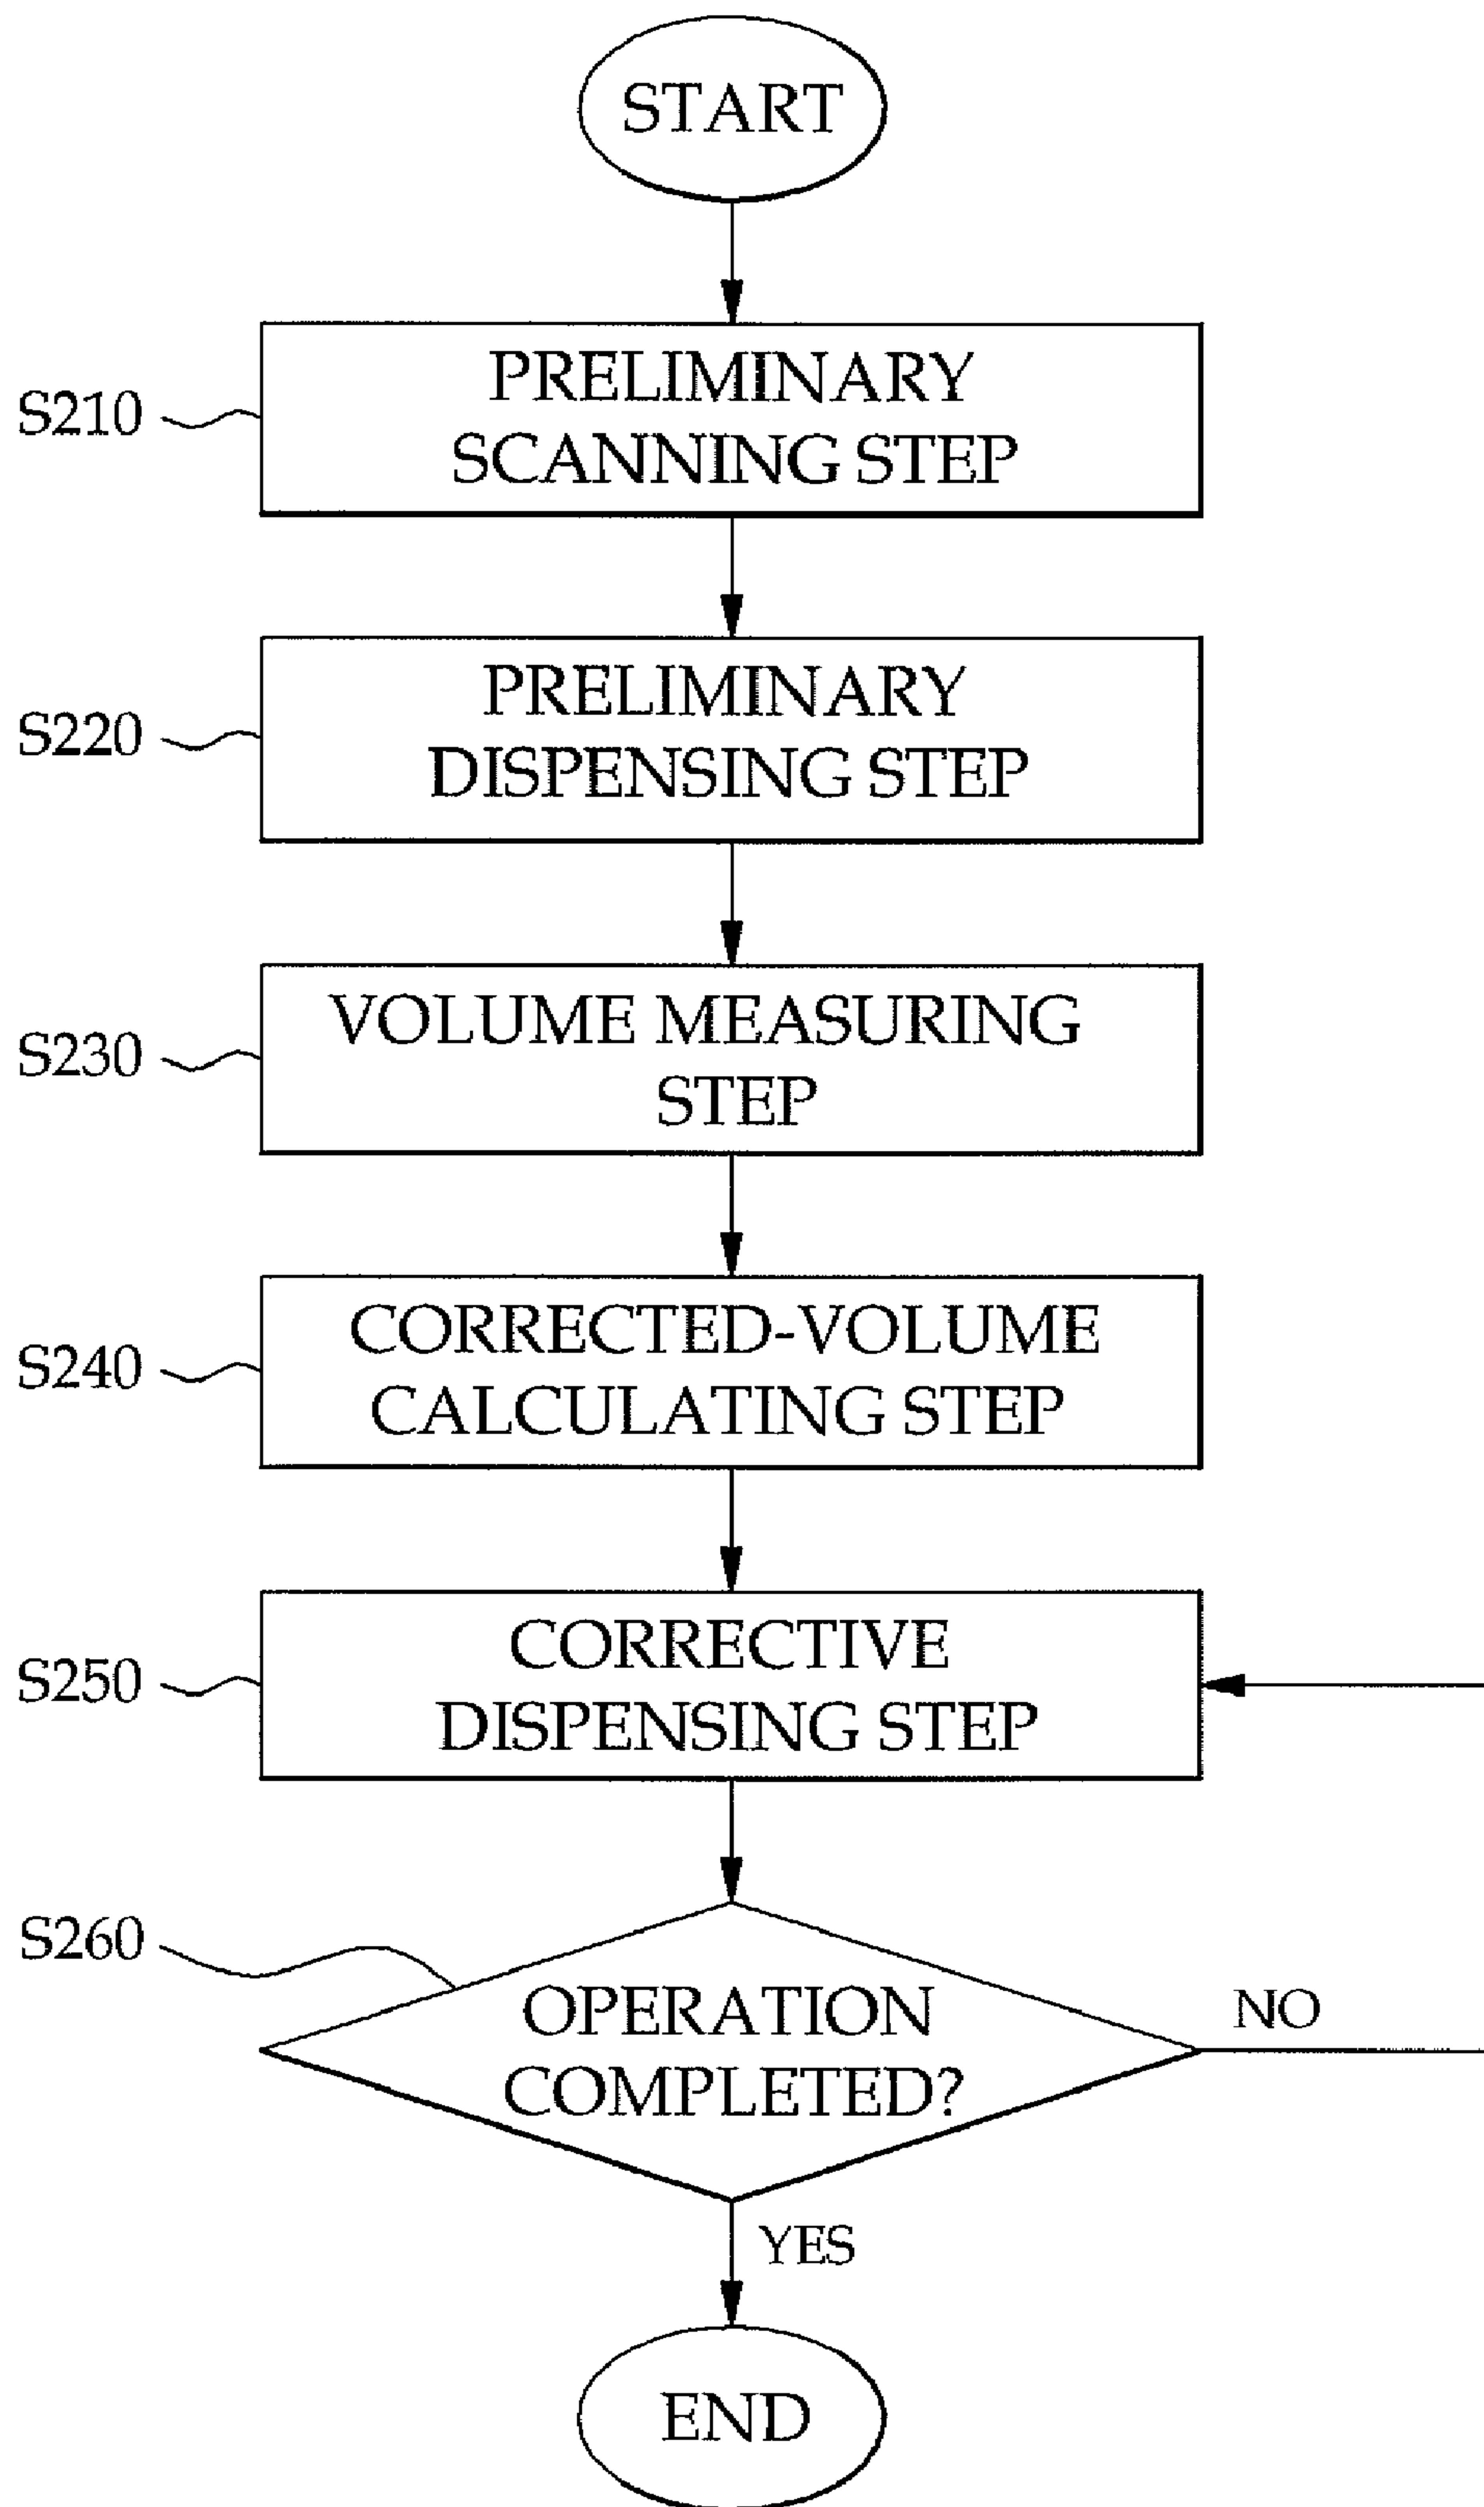 START
S210
PRELIMINARY
SCANNING STEP
S220
PRELIMINARY
DISPENSING STEP
S230
VOLUME MEASURING
STEP
S240
CORRECTED-VOLUME
CALCULATING STEP
S250
CORRECTIVE
DISPENSING STEP
S260
OPERATION
COMPLETED?
NO
YES
END